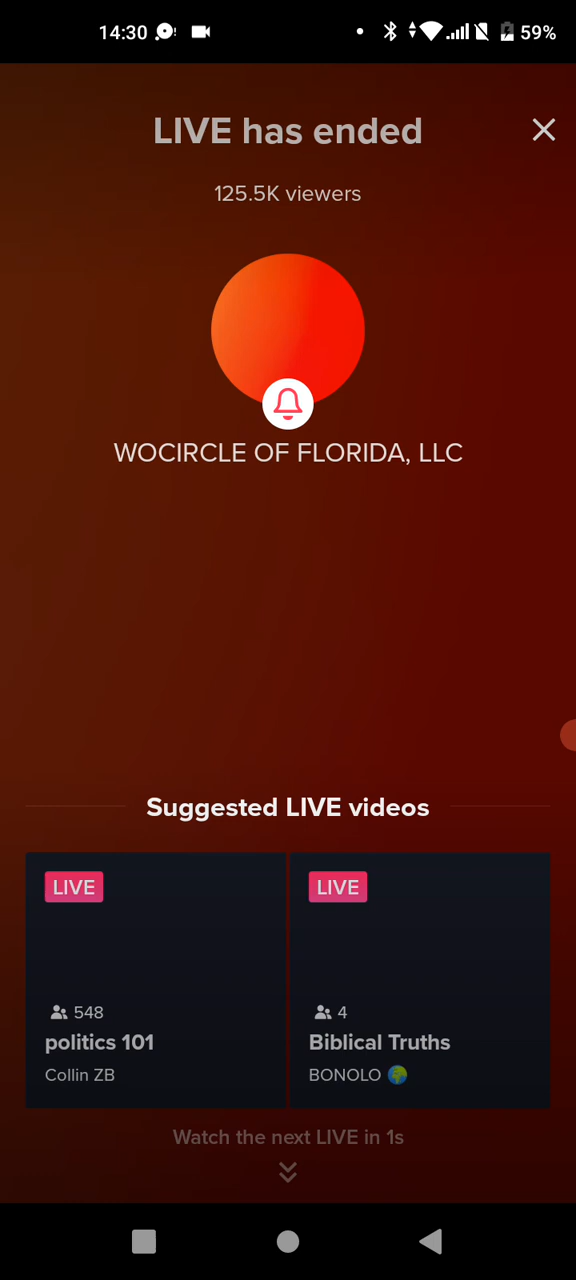 14:30
59%
LIVE has ended
125.5K viewers
WOCIRCLE OF FLORIDA, LLC
Suggested LIVE videos
LIVE
548
politics 101
Collin ZB
LIVE
4
Biblical Truths
BONOLO 🌍
Watch the next LIVE in 1s